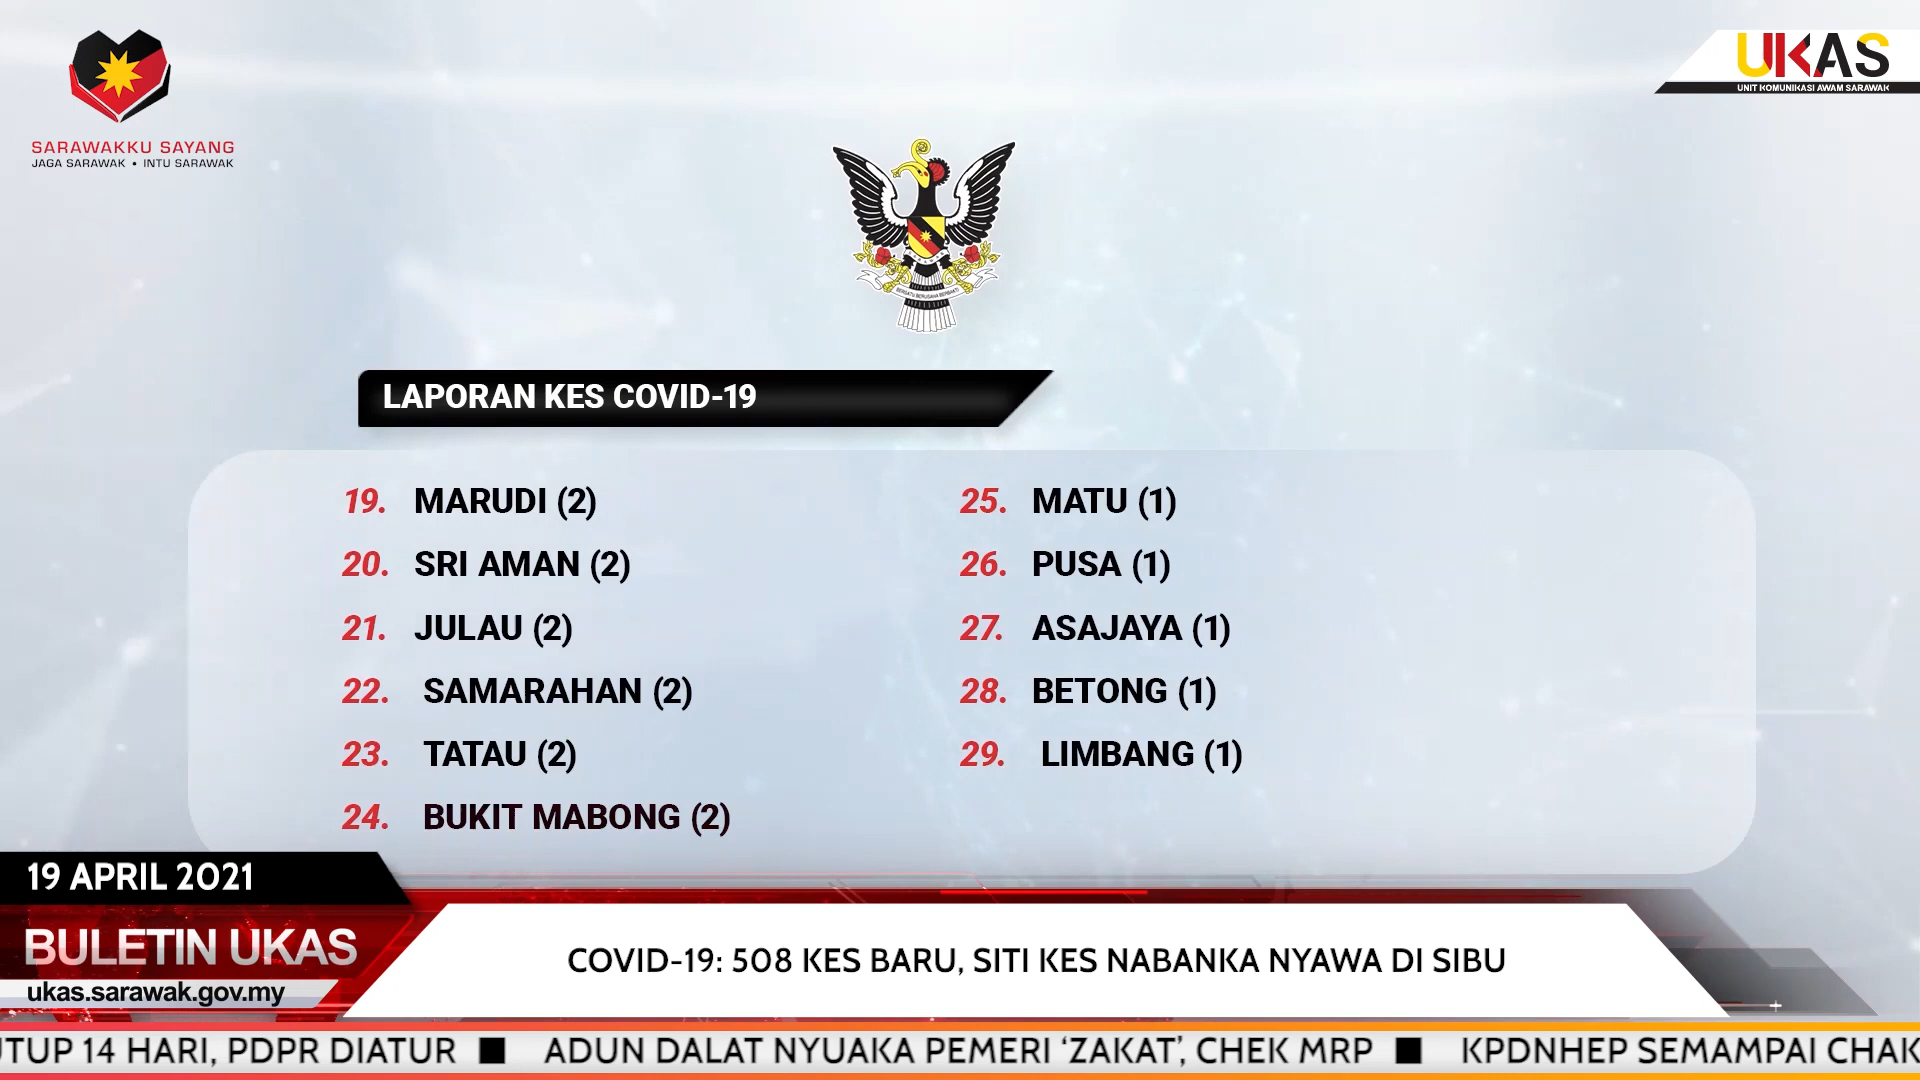 SARAWAKKU SAYANG
JAGA SARAWAK • INTU SARAWAK
UKAS
UNIT KOMUNIKASI AWAM SARAWAK
BERSATU BERUSAHA BERBAKTI
LAPORAN KES COVID-19
19. MARUDI (2)
20. SRI AMAN (2)
21. JULAU (2)
22. SAMARAHAN (2)
23. TATAU (2)
24. BUKIT MABONG (2)
25. MATU (1)
26. PUSA (1)
27. ASAJAYA (1)
28. BETONG (1)
29. LIMBANG (1)
19 APRIL 2021
BULETIN UKAS
ukas.sarawak.gov.my
COVID-19: 508 KES BARU, SITI KES NABANKA NYAWA DI SIBU
UTUP 14 HARI, PDPR DIATUR ■ ADUN DALAT NYUAKA PEMERI ‘ZAKAT’, CHEK MRP ■ KPDNHEP SEMAMPAI CHAK